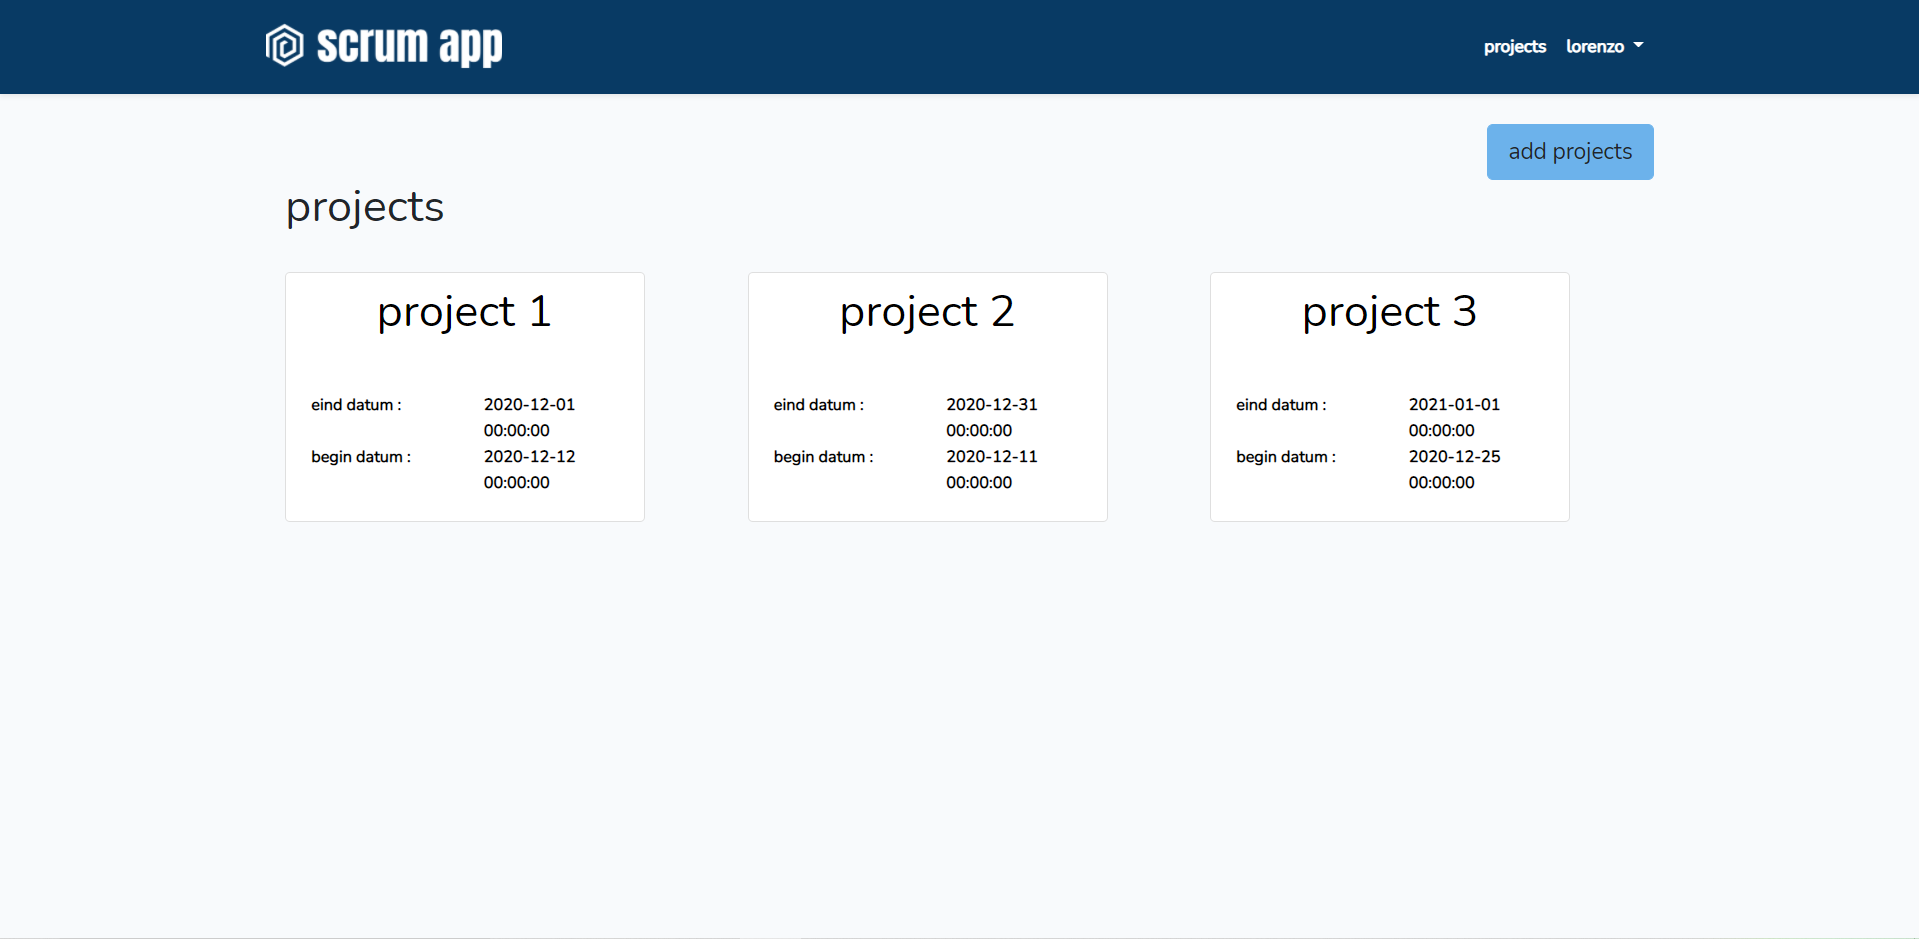 scrum app
projects lorenzo
add projects
projects
project 1
eind datum : 2020-12-01
00:00:00
begin datum : 2020-12-12
00:00:00
project 2
eind datum : 2020-12-31
00:00:00
begin datum : 2020-12-11
00:00:00
project 3
eind datum : 2021-01-01
00:00:00
begin datum : 2020-12-25
00:00:00